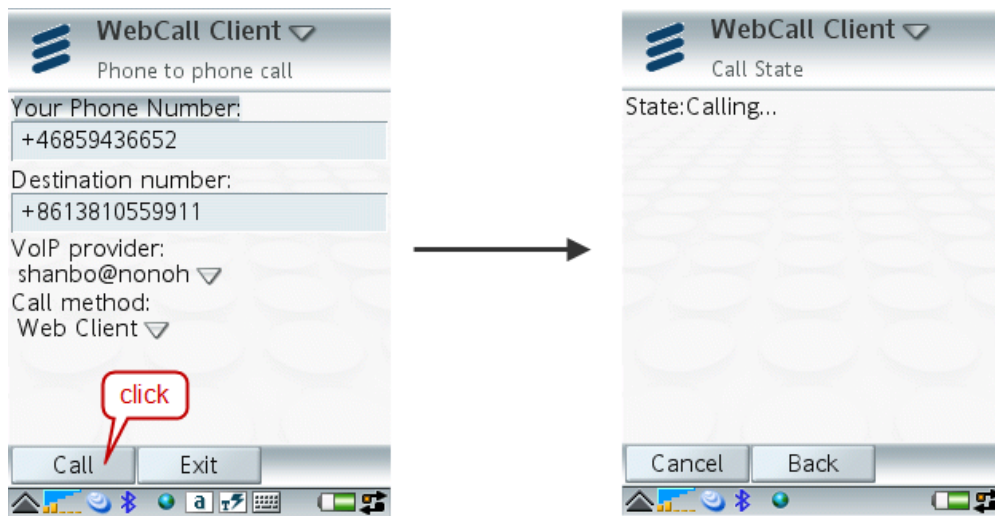 WebCall Client
Phone to phone call
Your Phone Number:
+46859436652
Destination number:
+8613810559911
VoIP provider:
shanbo@nonoh
Call method:
Web Client
click
Call
Exit
a
T
WebCall Client
Call State
State:Calling...
Cancel
Back